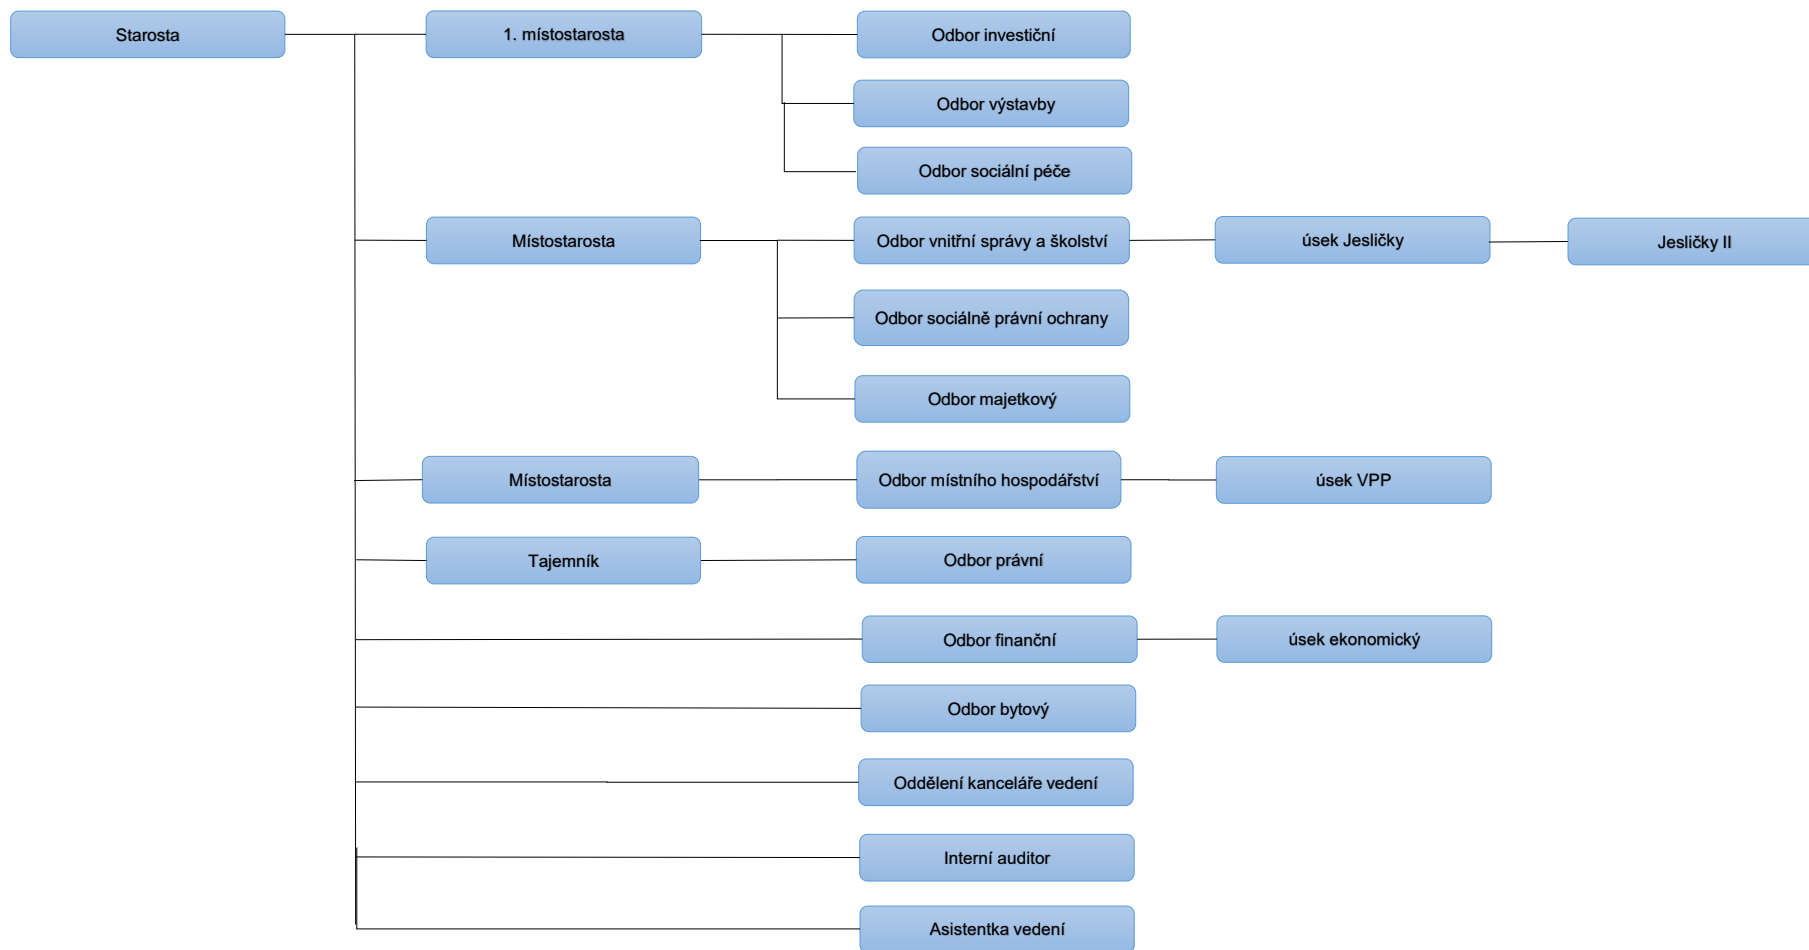 Starosta
1. místostarosta
Odbor investiční
Odbor výstavby
Odbor sociální péče
Místostarosta
Odbor vnitřní správy a školství
úsek Jesličky
Jesličky II
Odbor sociálně právní ochrany
Odbor majetkový
Místostarosta
Odbor místního hospodářství
úsek VPP
Tajemník
Odbor právní
Odbor finanční
úsek ekonomický
Odbor bytový
Oddělení kanceláře vedení
Interní auditor
Asistentka vedení